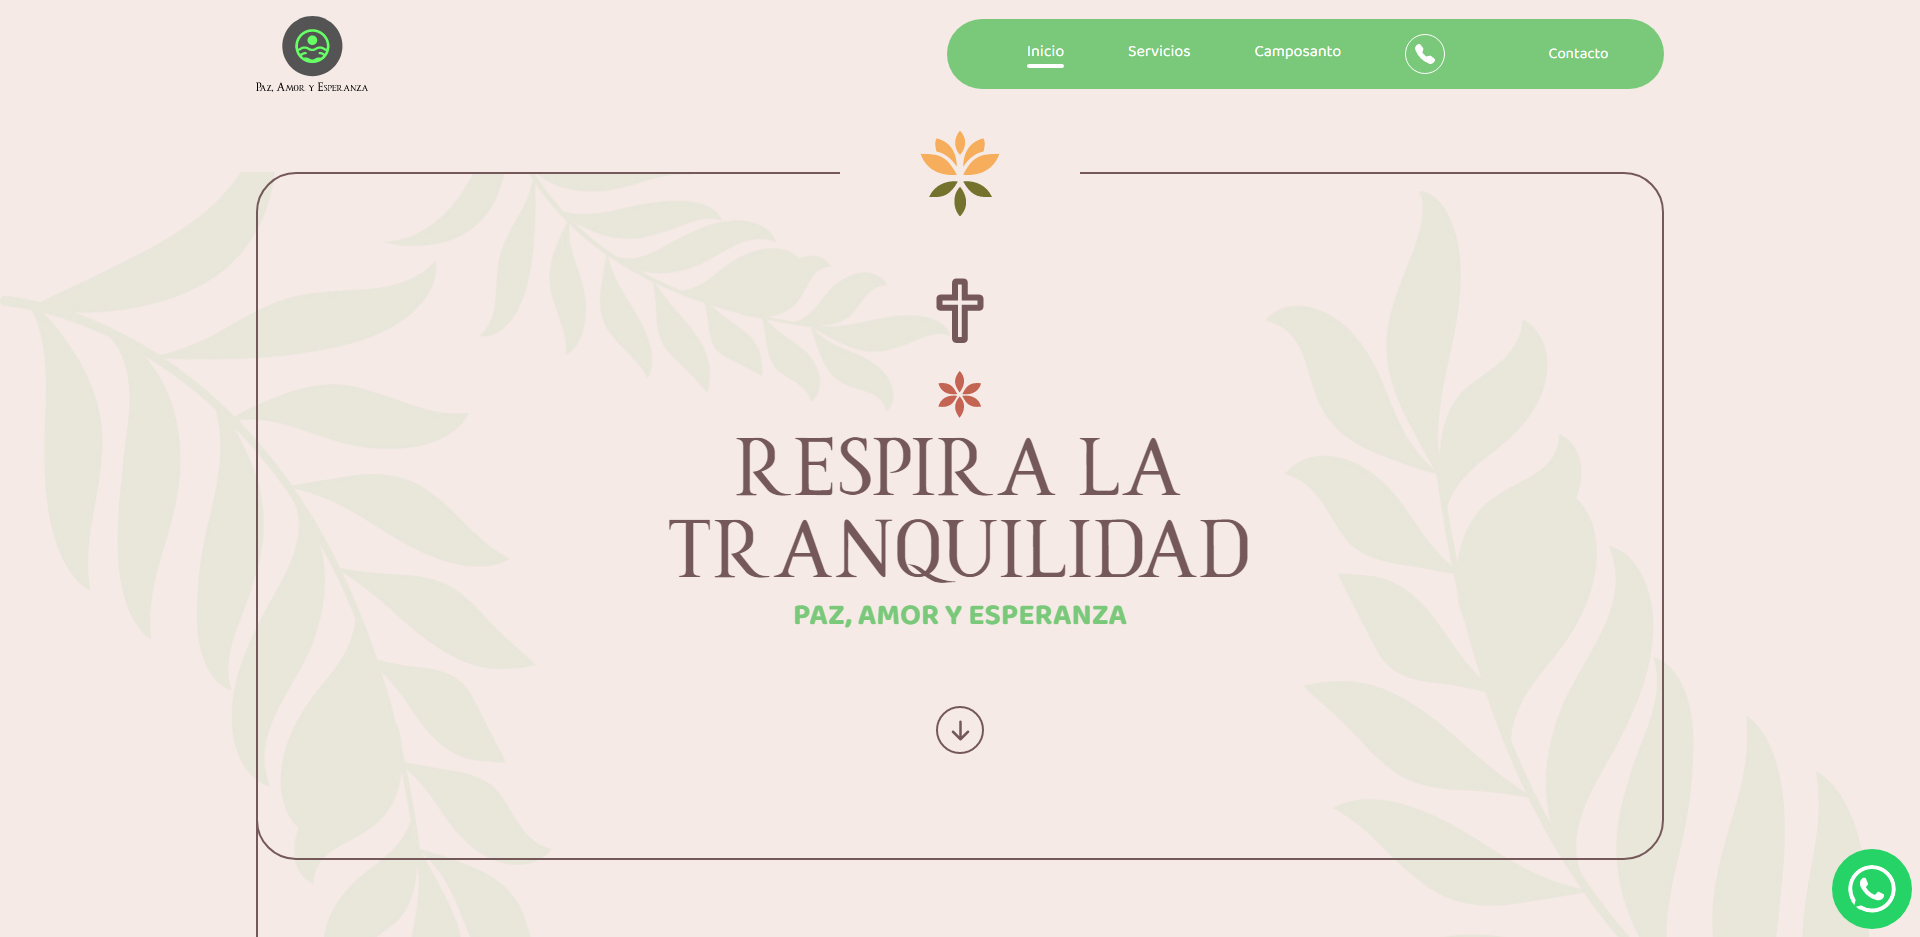 Paz, Amor y Esperanza
Inicio
Servicios
Camposanto
Contacto
RESPIRA LA
TRANQUILIDAD
PAZ, AMOR Y ESPERANZA